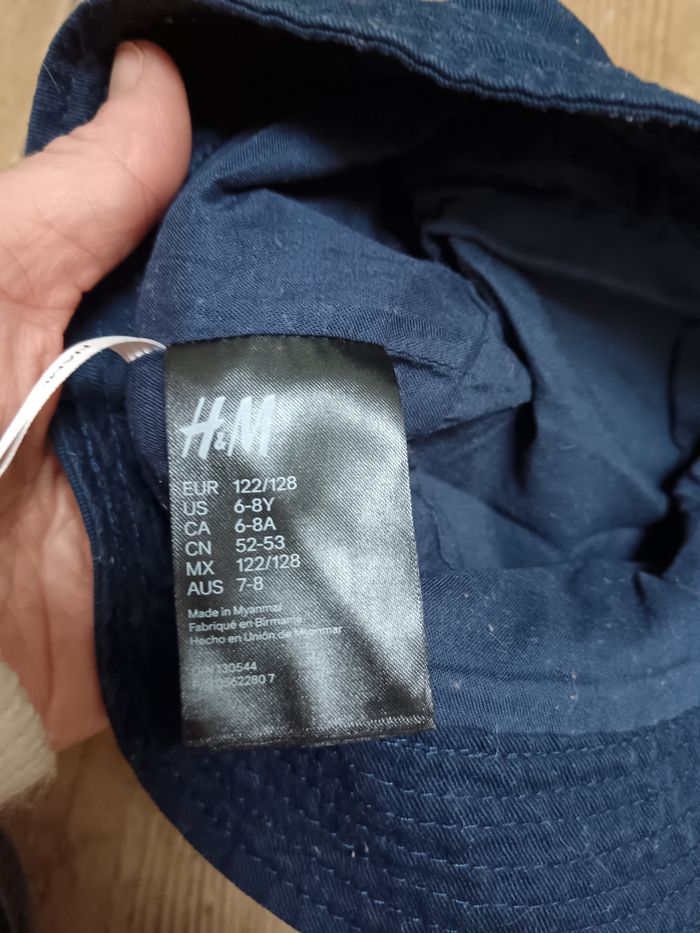 H&M
EUR 122/128
US 6-8Y
CA 6-8A
CN 52-53
MX 122/128
AUS 7-8
Made in Myanmar
Fabriqué en Birmanie
Hecho en Unión de Myanmar
130544